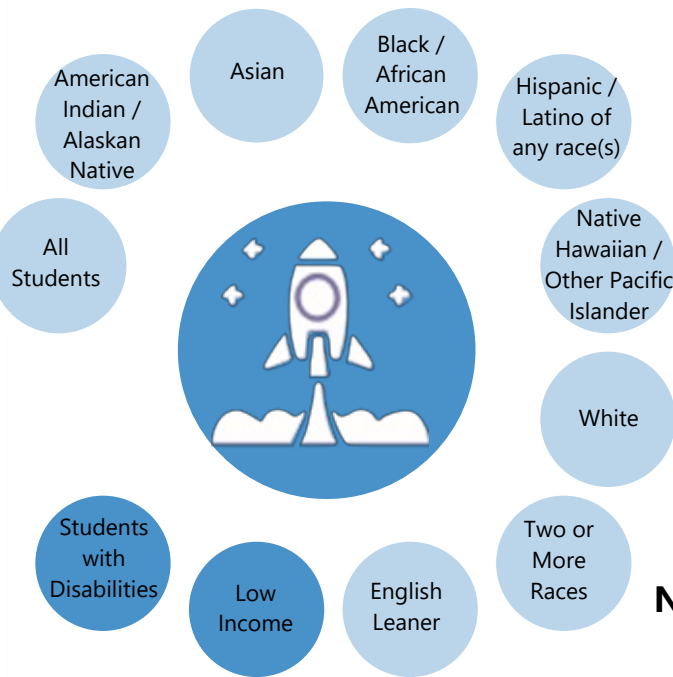 American
Indian /
Alaskan
Native
Asian
Black /
African
American
Hispanic /
Latino of
any race(s)
All
Students
Native
Hawaiian /
Other Pacific
Islander
White
Students
with
Disabilities
Low
Income
English
Leaner
Two or
More
Races
N